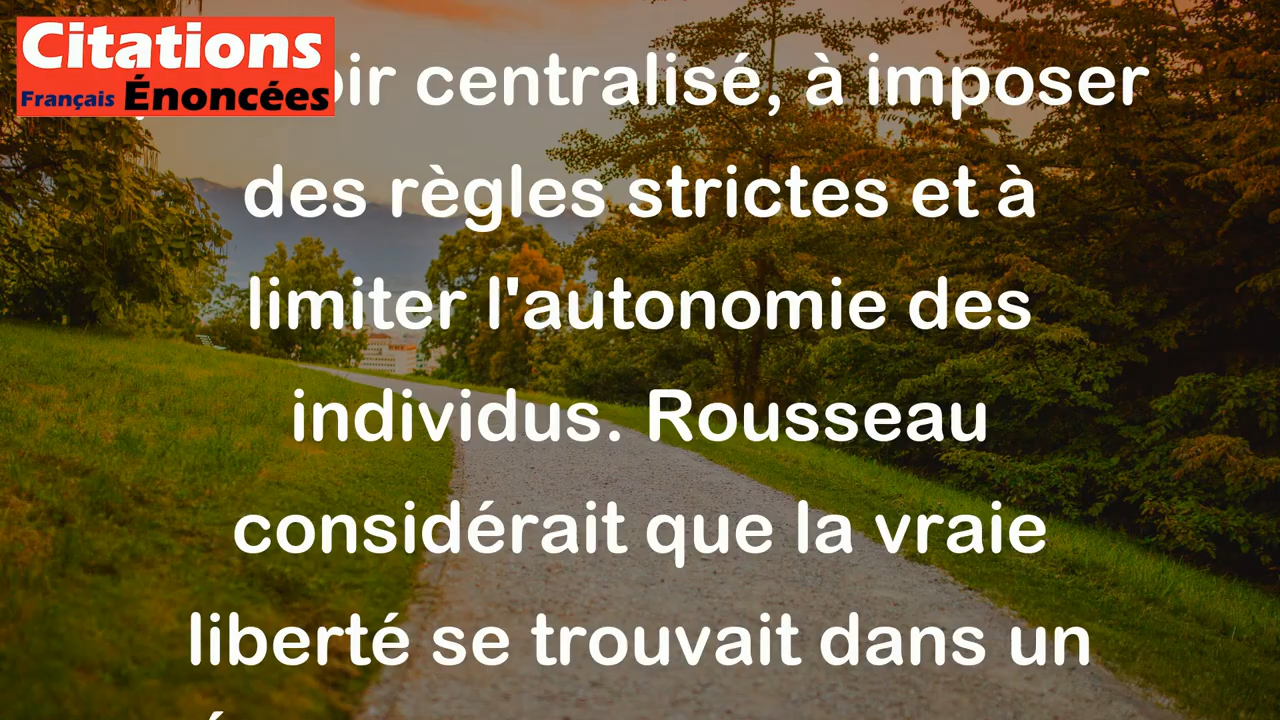 Citations
Français Énoncées
centralisé, à imposer
des règles strictes et à
limiter l'autonomie des
individus. Rousseau
considérait que la vraie
liberté se trouvait dans un